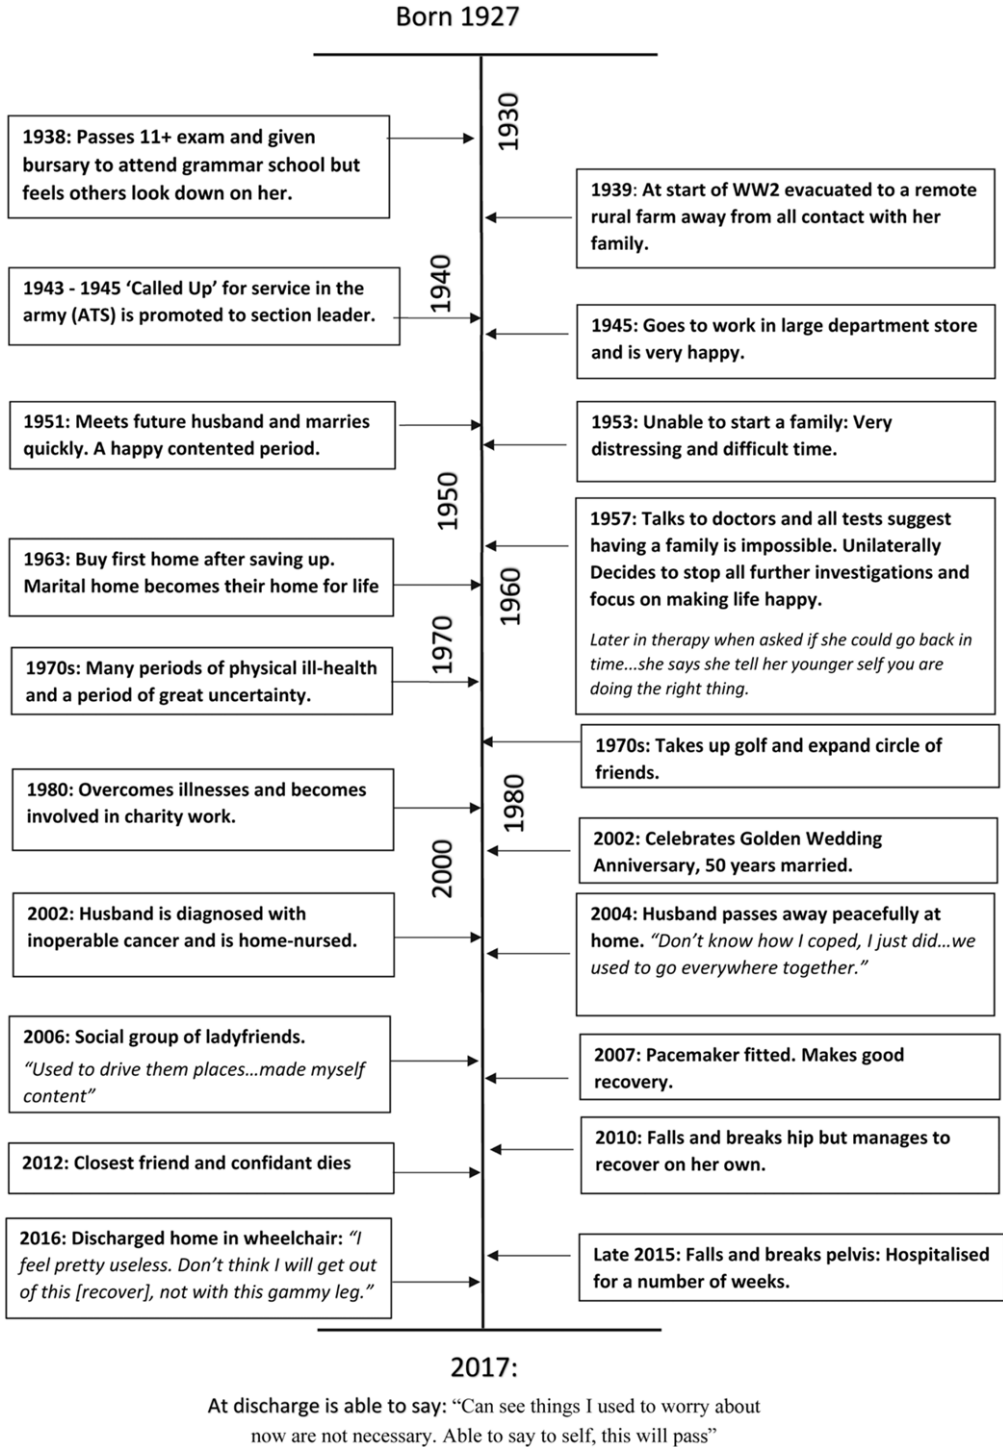 Born 1927
1930
1938: Passes 11+ exam and given
bursary to attend grammar school but
feels others look down on her.
1939: At start of WW2 evacuated to a remote
rural farm away from all contact with her
family.
1940
1943 - 1945 ‘Called Up’ for service in the
army (ATS) is promoted to section leader.
1945: Goes to work in large department store
and is very happy.
1951: Meets future husband and marries
quickly. A happy contented period.
1953: Unable to start a family: Very
distressing and difficult time.
1950
1957: Talks to doctors and all tests suggest
having a family is impossible. Unilaterally
Decides to stop all further investigations and
focus on making life happy.
Later in therapy when asked if she could go back in
time...she says she tell her younger self you are
doing the right thing.
1963: Buy first home after saving up.
Marital home becomes their home for life
1960
1970
1970s: Many periods of physical ill-health
and a period of great uncertainty.
1970s: Takes up golf and expand circle of
friends.
1980: Overcomes illnesses and becomes
involved in charity work.
1980
2002: Celebrates Golden Wedding
Anniversary, 50 years married.
2000
2002: Husband is diagnosed with
inoperable cancer and is home-nursed.
2004: Husband passes away peacefully at
home. “Don’t know how I coped, I just did...we
used to go everywhere together.”
2006: Social group of ladyfriends.
“Used to drive them places...made myself
content”
2007: Pacemaker fitted. Makes good
recovery.
2010: Falls and breaks hip but manages to
recover on her own.
2012: Closest friend and confidant dies
2016: Discharged home in wheelchair: “I
feel pretty useless. Don’t think I will get out
of this [recover], not with this gammy leg.”
Late 2015: Falls and breaks pelvis: Hospitalised
for a number of weeks.
2017:
At discharge is able to say: “Can see things I used to worry about
now are not necessary. Able to say to self, this will pass”